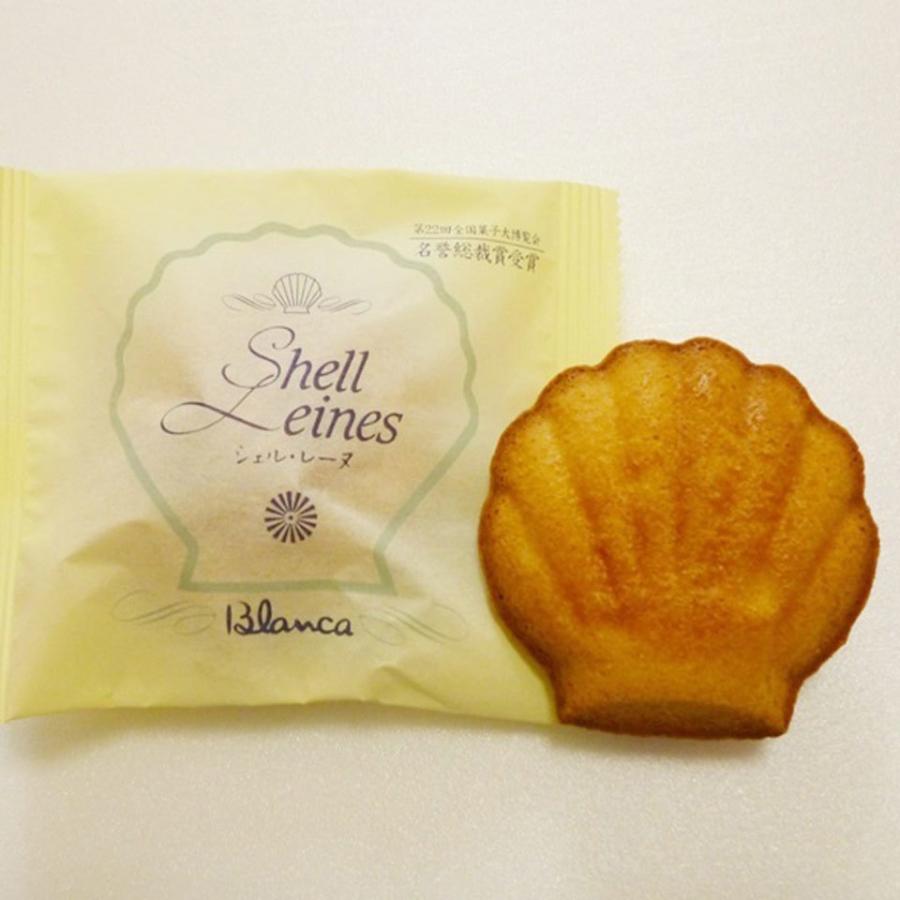 第22回全国菓子大博覧会
名誉総裁賞受賞
Shell
Leines
シェル・レーヌ
Blanca